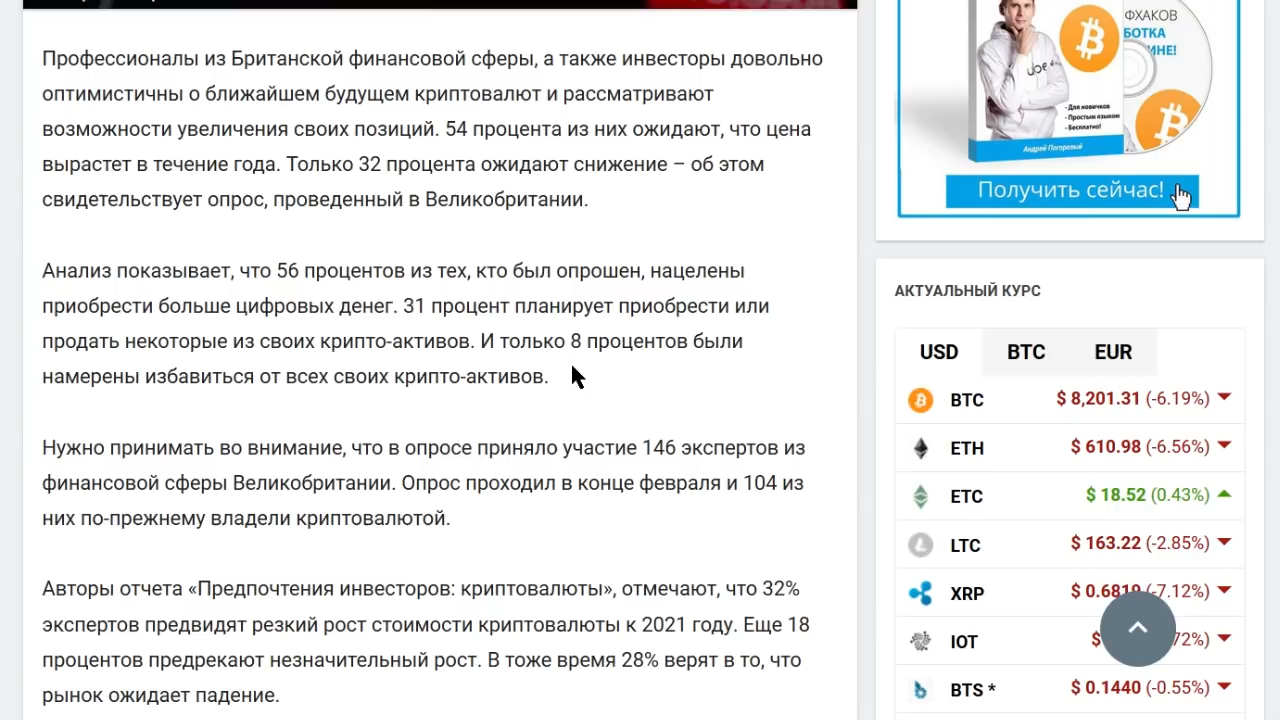 Профессионалы из Британской финансовой сферы, а также инвесторы довольно
оптимистичны о ближайшем будущем криптовалют и рассматривают
возможности увеличения своих позиций. 54 процента из них ожидают, что цена
вырастет в течение года. Только 32 процента ожидают снижение – об этом
свидетельствует опрос, проведенный в Великобритании.
Анализ показывает, что 56 процентов из тех, кто был опрошен, нацелены
приобрести больше цифровых денег. 31 процент планирует приобрести или
продать некоторые из своих крипто-активов. И только 8 процентов были
намерены избавиться от всех своих крипто-активов.
Нужно принимать во внимание, что в опросе приняло участие 146 экспертов из
финансовой сферы Великобритании. Опрос проходил в конце февраля и 104 из
них по-прежнему владели криптовалютой.
Авторы отчета «Предпочтения инвесторов: криптовалюты», отмечают, что 32%
экспертов предвидят резкий рост стоимости криптовалюты к 2021 году. Еще 18
процентов предрекают незначительный рост. В тоже время 28% верят в то, что
рынок ожидает падение.
ФХАКОВ
БОТКА
ИНЕ!
- Для новичков
- Простым языком
- Бесплатно!
Андрей Погорелый
Получить сейчас!
АКТУАЛЬНЫЙ КУРС
USD BTC EUR
BTC $ 8,201.31 (-6.19%)
ETH $ 610.98 (-6.56%)
ETC $ 18.52 (0.43%)
LTC $ 163.22 (-2.85%)
XRP $ 0.6819 (-7.12%)
IOT $ 72%)
BTS * $ 0.1440 (-0.55%)